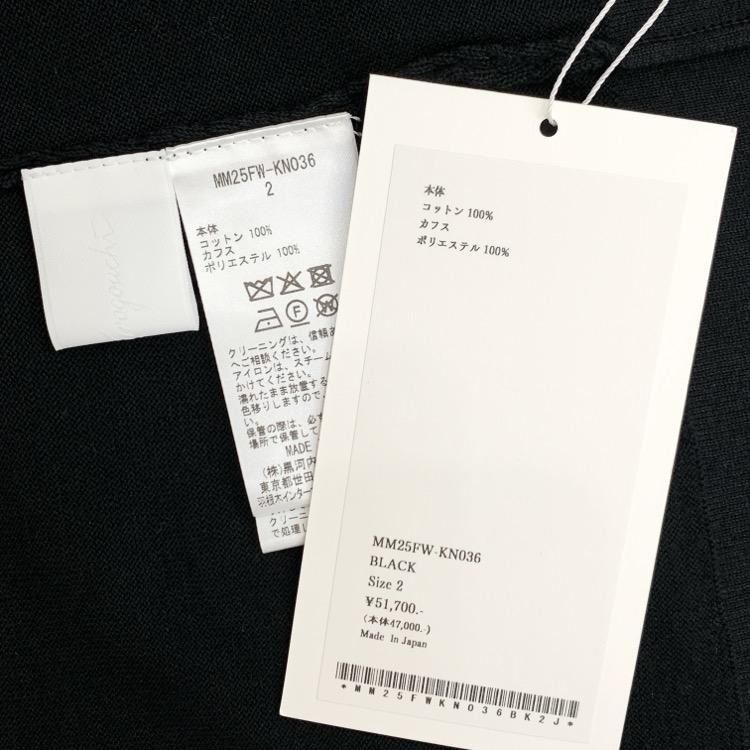 MM25FW-KN036
2
本体
コットン 100%
カフス
ポリエステル 100%
クリーニングは、信頼
へご相談ください。
アイロンは、スチーム
かけてください。
濡れたまま放置する
色移りしますので、
い。
保管の際は、必ず
場所で保管して
MADE
(株)黒河内
東京都世田
羽根木インター
クリーニング
で処理し
本体
コットン 100%
カフス
ポリエステル 100%
MM25FW-KN036
BLACK
Size 2
¥51,700.-
(本体47,000.-)
Made In Japan
*MM25FWKN036BK2J*